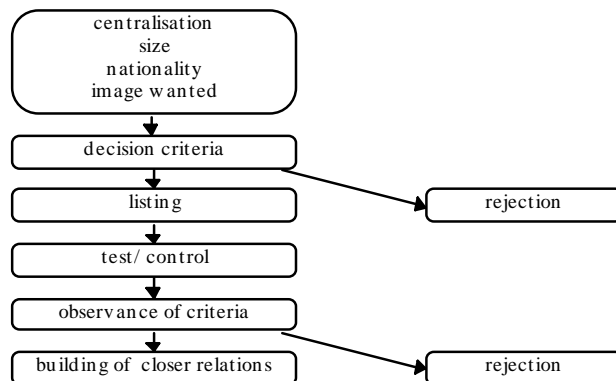 centralisation
size
nationality
image wanted
decision criteria
listing
rejection
test/ control
observance of criteria
building of closer relations
rejection